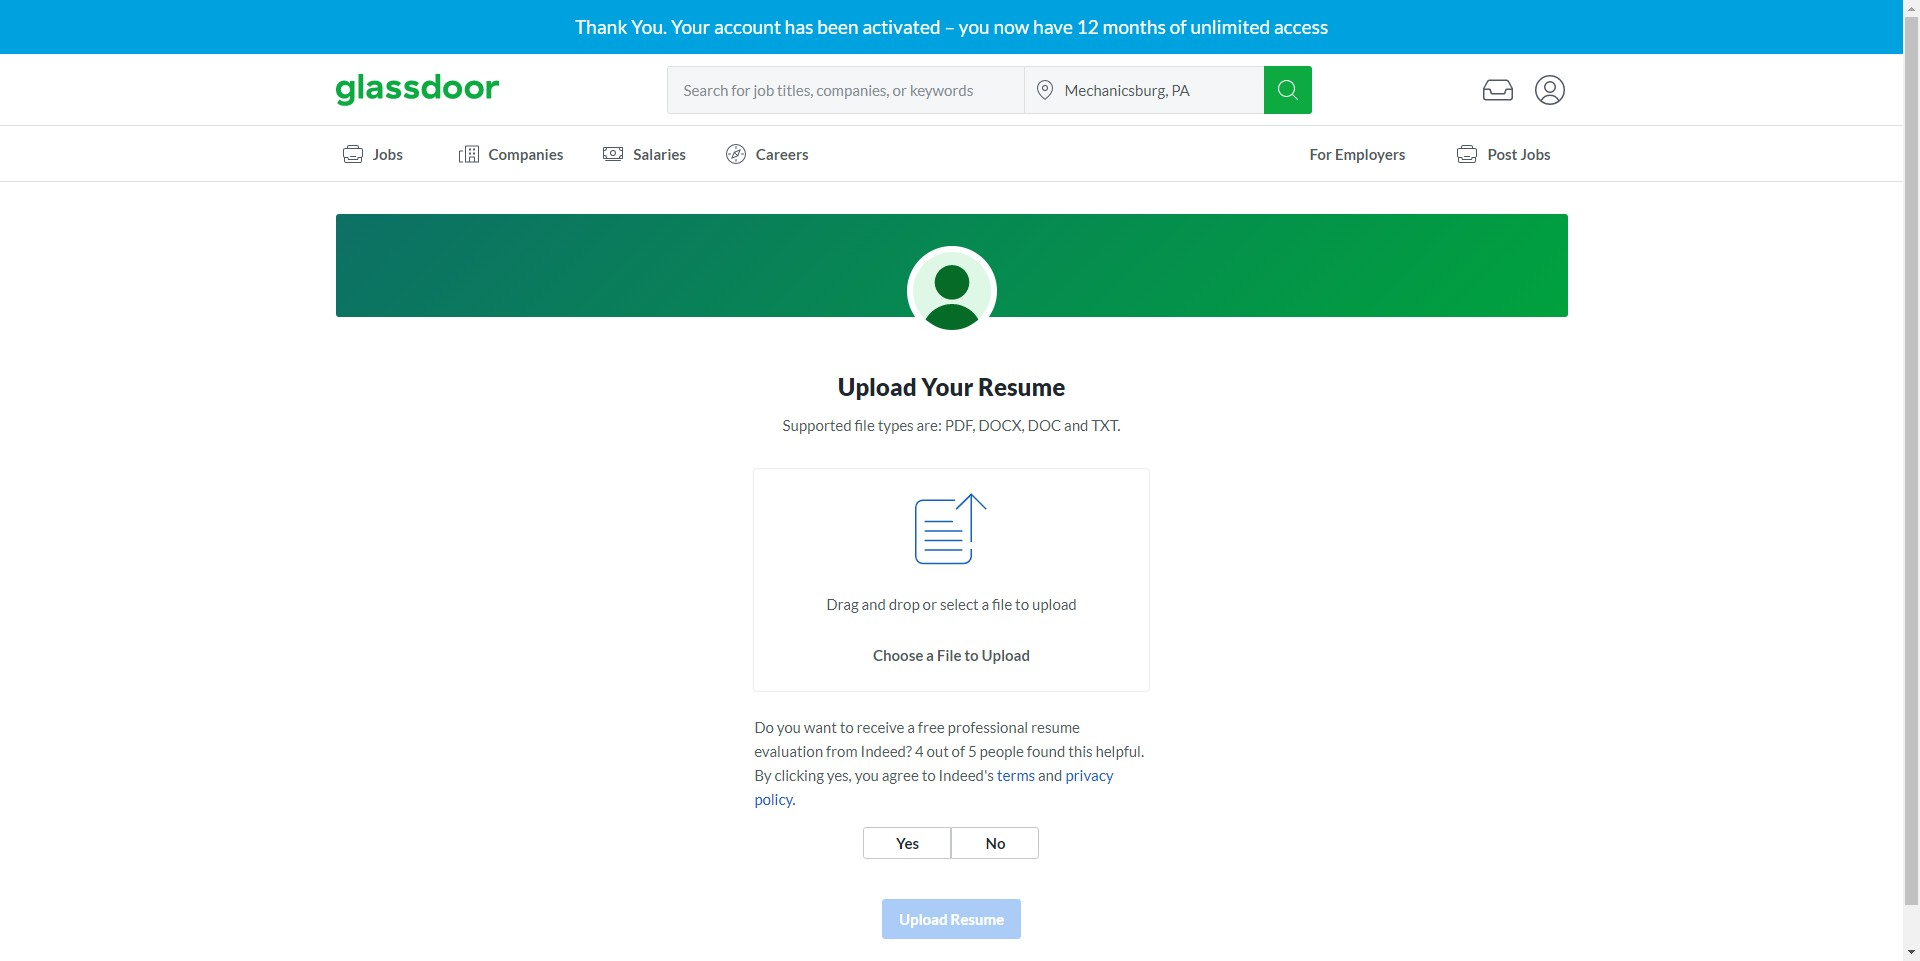 Thank You. Your account has been activated – you now have 12 months of unlimited access
glassdoor
Search for job titles, companies, or keywords
Mechanicsburg, PA
Jobs
Companies
Salaries
Careers
For Employers
Post Jobs
Upload Your Resume
Supported file types are: PDF, DOCX, DOC and TXT.
Drag and drop or select a file to upload
Choose a File to Upload
Do you want to receive a free professional resume
evaluation from Indeed? 4 out of 5 people found this helpful.
By clicking yes, you agree to Indeed's terms and privacy
policy.
Yes
No
Upload Resume